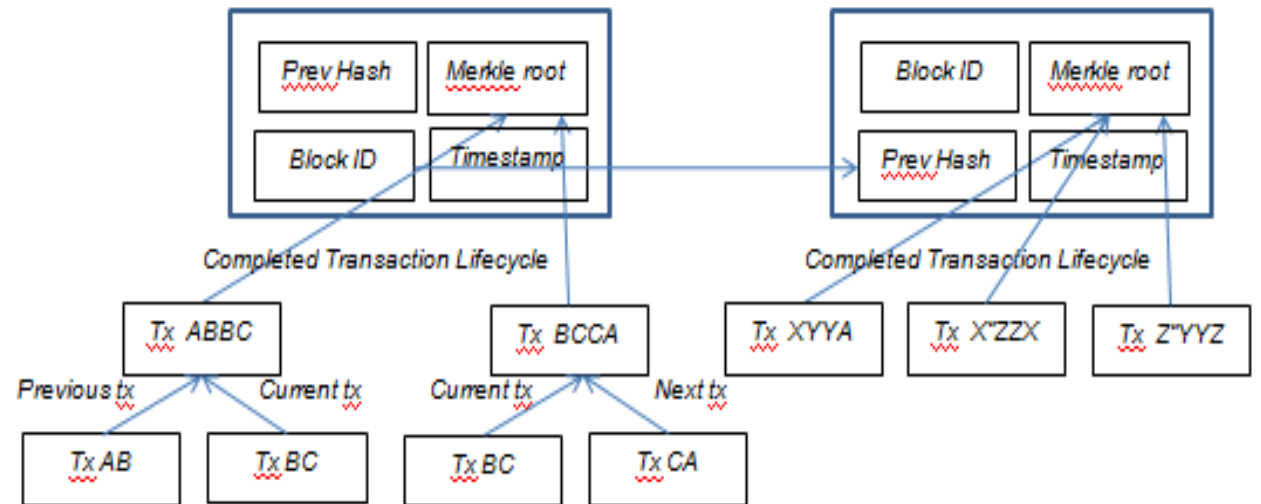 Prev Hash
Merkle root
Block ID
Timestamp
Block ID
Merkle root
Prev Hash
Timestamp
Completed Transaction Lifecycle
Completed Transaction Lifecycle
Tx ABBC
Tx BCCA
Tx XYYA
Tx X"ZZX
Tx Z"YYZ
Previous tx
Current tx
Current tx
Next tx
Tx AB
Tx BC
Tx BC
Tx CA